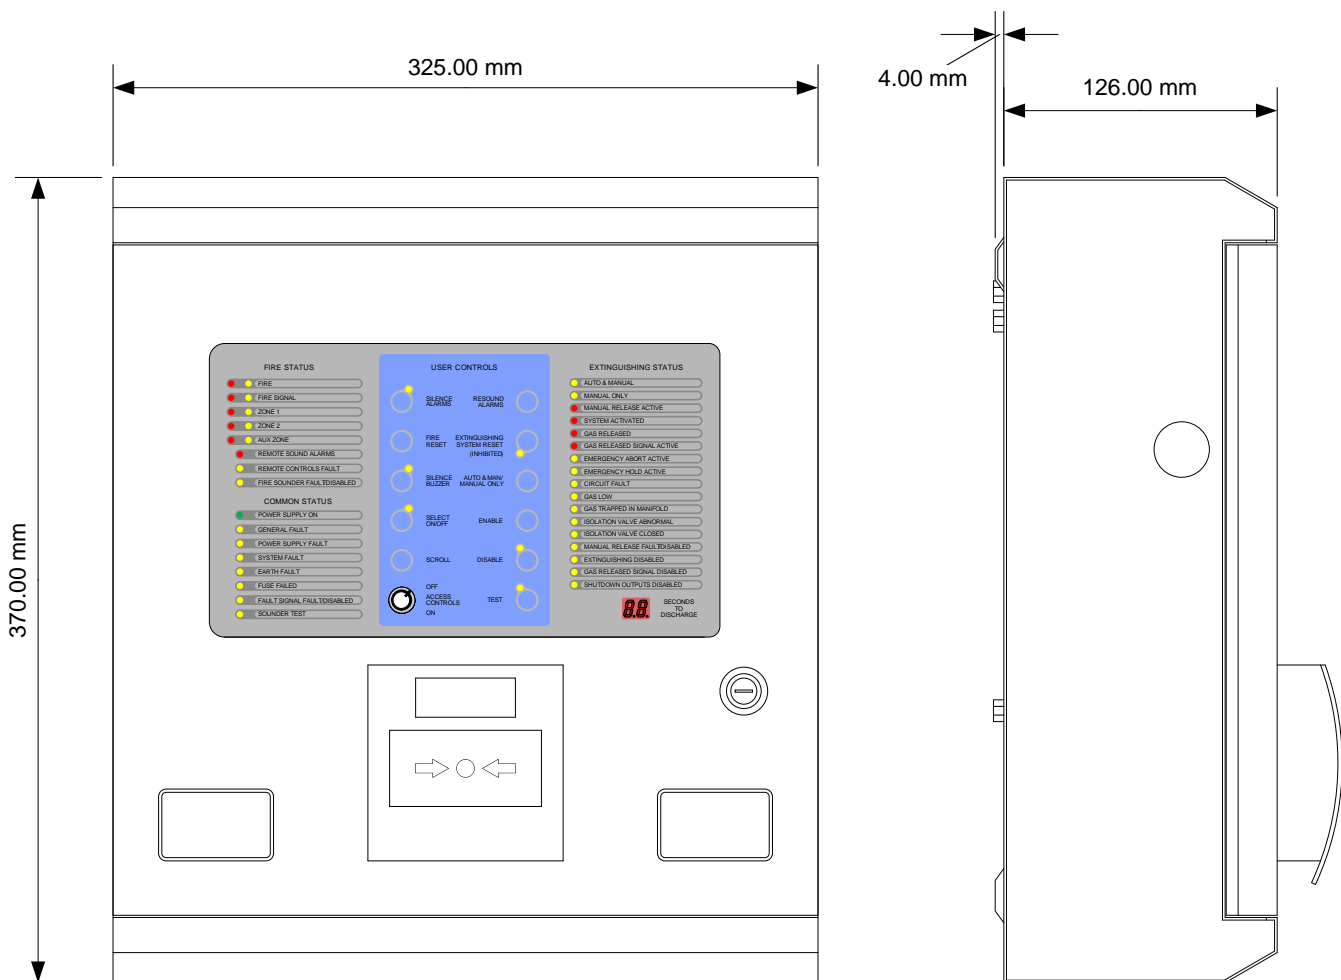 325.00 mm
4.00 mm
126.00 mm
370.00 mm
FIRE STATUS
FIRE
FIRE SIGNAL
ZONE 1
ZONE 2
AUX ZONE
REMOTE SOUND ALARMS
REMOTE CONTROLS FAULT
FIRE SOUNDER FAULT/DISABLED
COMMON STATUS
POWER SUPPLY ON
GENERAL FAULT
POWER SUPPLY FAULT
SYSTEM FAULT
EARTH FAULT
FUSE FAILED
FAULT SIGNAL FAULT/DISABLED
SOUNDER TEST
USER CONTROLS
SILENCE
ALARMS
RESOUND
ALARMS
FIRE
RESET
EXTINGUISHING
SYSTEM RESET
(INHIBITED)
SILENCE
BUZZER
AUTO & MAN/
MANUAL ONLY
SELECT
ON/OFF
ENABLE
SCROLL
DISABLE
OFF
ACCESS
CONTROLS
ON
TEST
EXTINGUISHING STATUS
AUTO & MANUAL
MANUAL ONLY
MANUAL RELEASE ACTIVE
SYSTEM ACTIVATED
GAS RELEASED
GAS RELEASED SIGNAL ACTIVE
EMERGENCY ABORT ACTIVE
EMERGENCY HOLD ACTIVE
CIRCUIT FAULT
GAS LOW
GAS TRAPPED IN MANIFOLD
ISOLATION VALVE ABNORMAL
ISOLATION VALVE CLOSED
MANUAL RELEASE FAULT/DISABLED
EXTINGUISHING DISABLED
GAS RELEASED SIGNAL DISABLED
SHUTDOWN OUTPUTS DISABLED
8.8.
SECONDS
TO
DISCHARGE